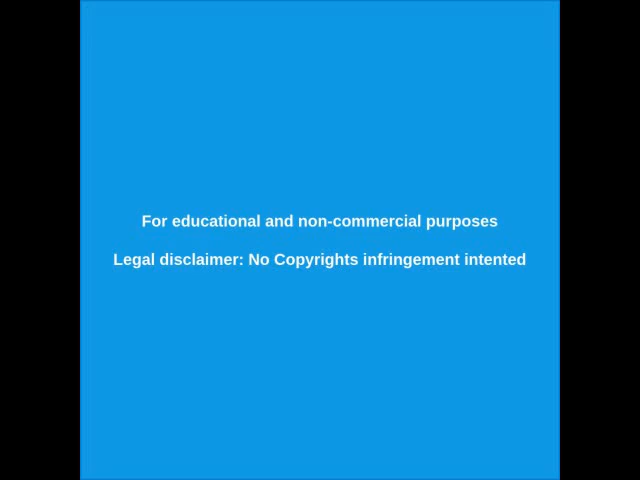 For educational and non-commercial purposes
Legal disclaimer: No Copyrights infringement intented